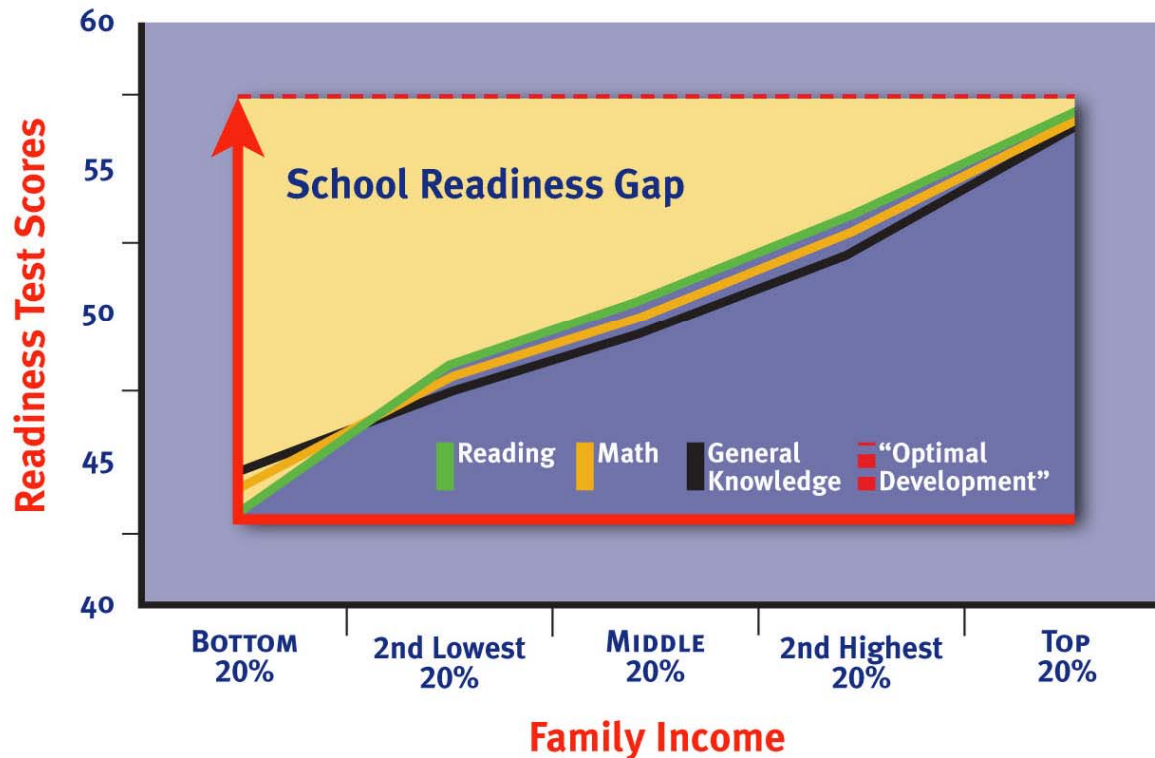 60
55
50
45
40
Readiness Test Scores
School Readiness Gap
Reading
Math
General
Knowledge
“Optimal
Development”
BOTTOM
20%
2nd Lowest
20%
MIDDLE
20%
2nd Highest
20%
TOP
20%
Family Income